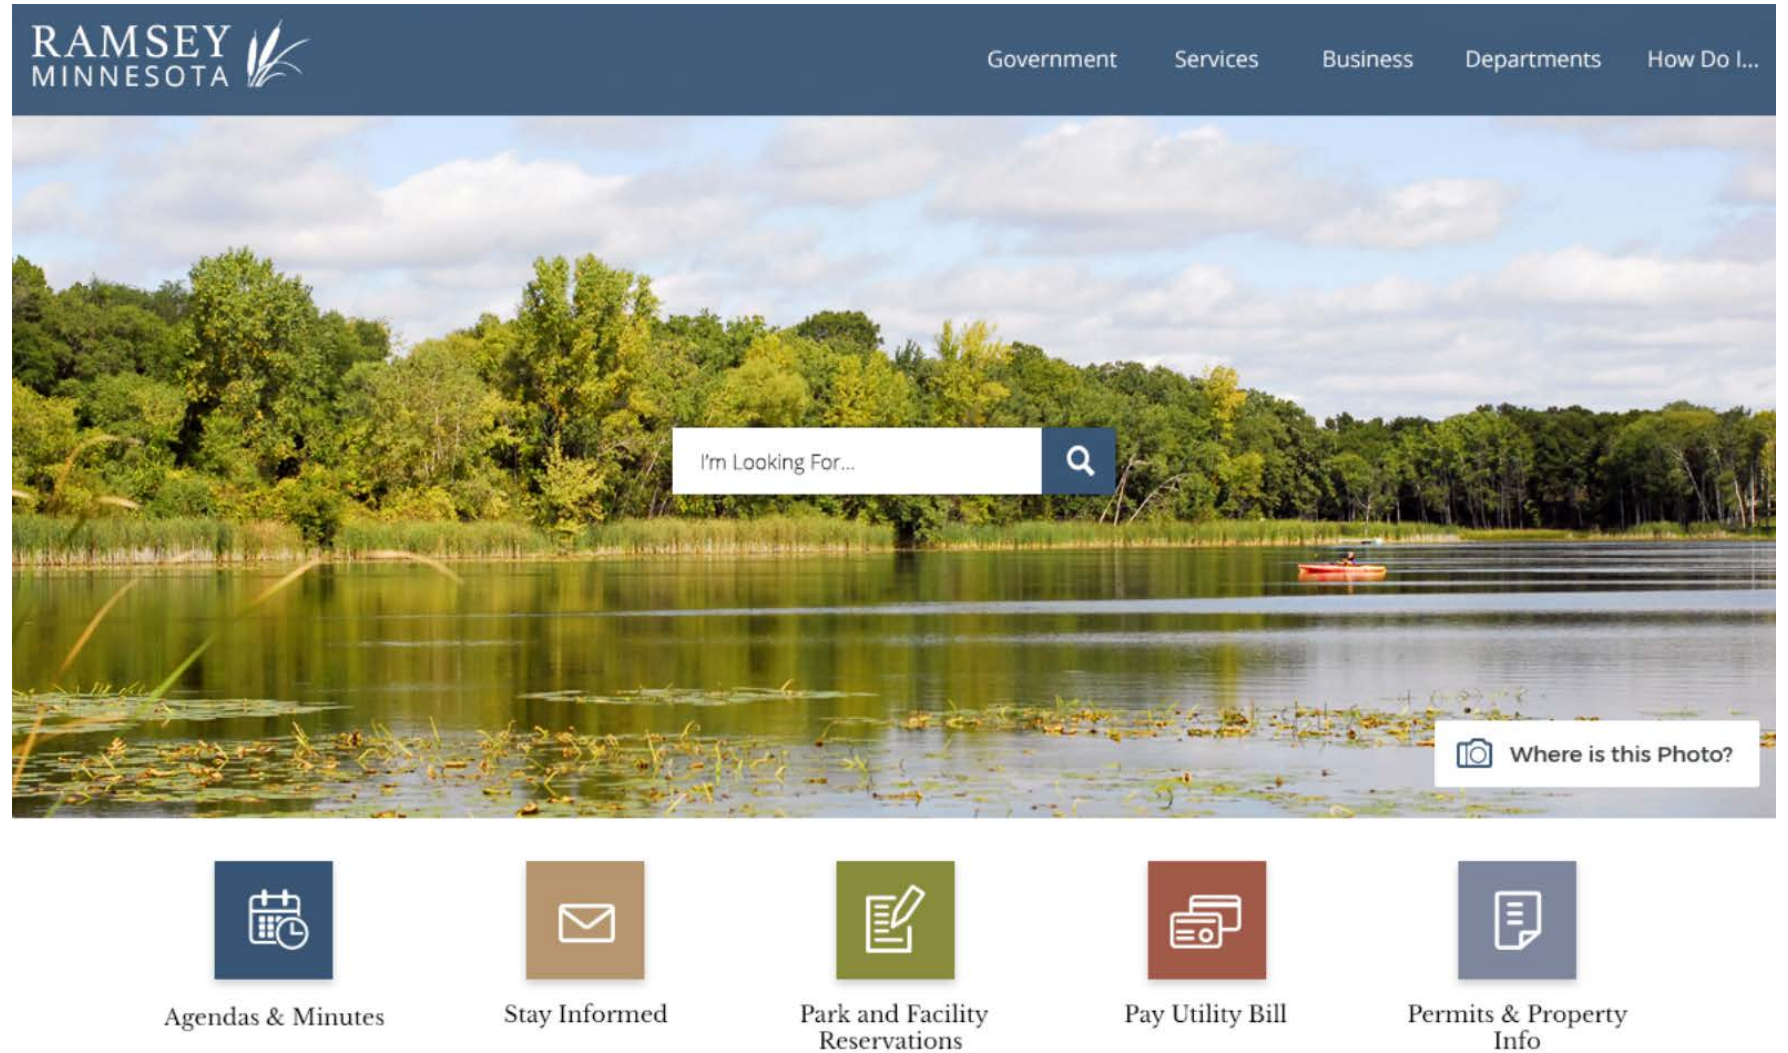 RAMSEY
MINNESOTA
Government Services Business Departments How Do I...
I'm Looking For...
Where is this Photo?
Agendas & Minutes
Stay Informed
Park and Facility
Reservations
Pay Utility Bill
Permits & Property
Info